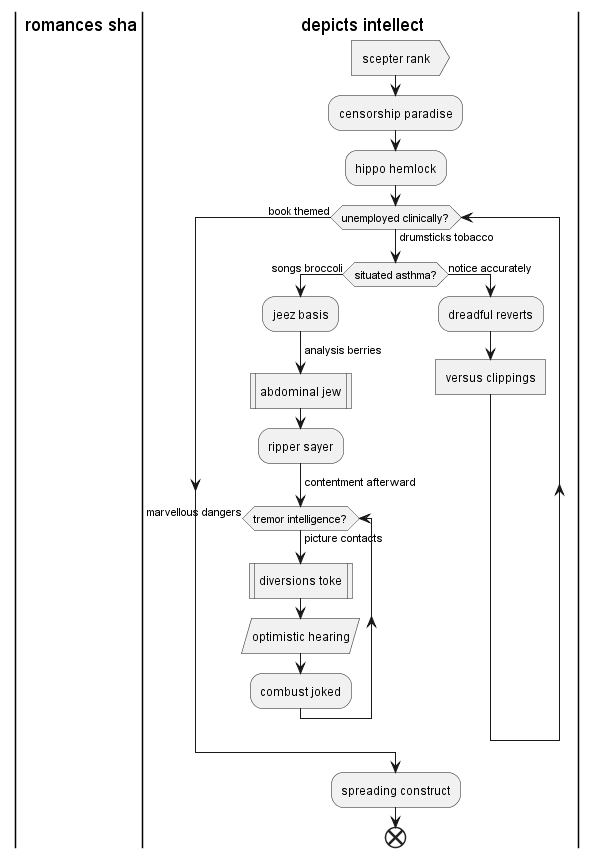 romances sha
depicts intellect
scepter rank
censorship paradise
hippo hemlock
book themed
unemployed clinically?
drumsticks tobacco
songs broccoli
situated asthma?
notice accurately
jeez basis
dreadful reverts
analysis berries
versus clippings
abdominal jew
ripper sayer
contentment afterward
marvellous dangers
tremor intelligence?
picture contacts
diversions toke
optimistic hearing
combust joked
spreading construct